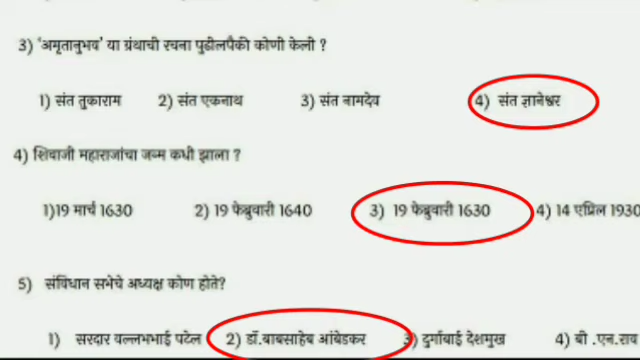 3) 'अमृतानुभव' या ग्रंथाची रचना पुढीलपैकी कोणी केली ?
1) संत तुकाराम 2) संत एकनाथ 3) संत नामदेव 4) संत ज्ञानेश्वर
4) शिवाजी महाराजांचा जन्म कधी झाला ?
1)19 मार्च 1630 2) 19 फेब्रुवारी 1640 3) 19 फेब्रुवारी 1630 4) 14 एप्रिल 1930
5) संविधान सभेचे अध्यक्ष कोण होते?
1) सरदार वल्लभभाई पटेल 2) डॉ.बाबसाहेब आंबेडकर 3) दुर्गाबाई देशमुख 4) बी .एन.राव